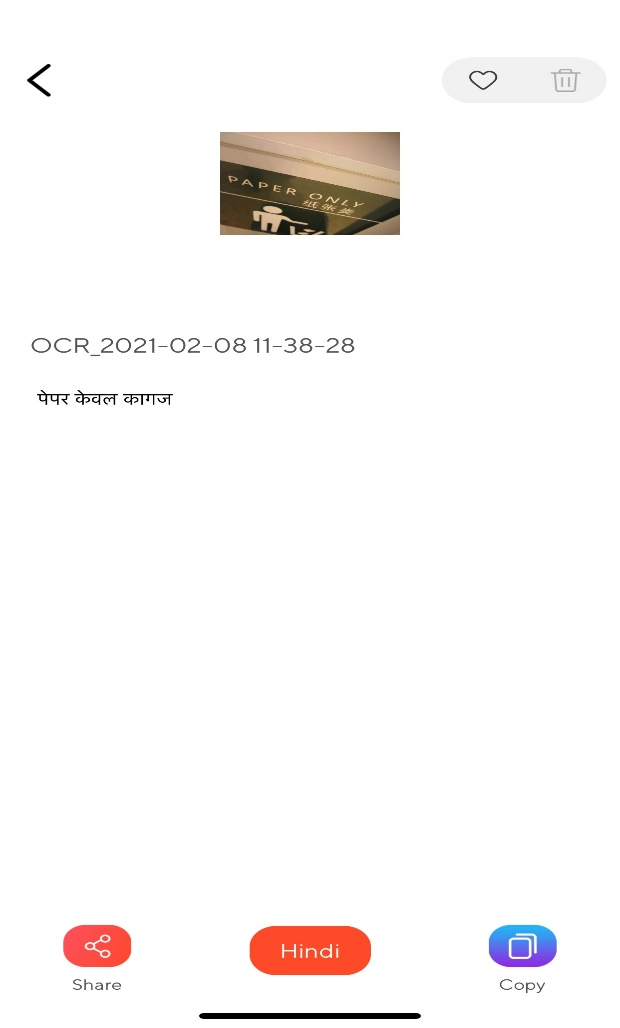 PAPER ONLY
纸张类
OCR_2021-02-08 11-38-28
पेपर केवल कागज
Hindi
Share
Copy